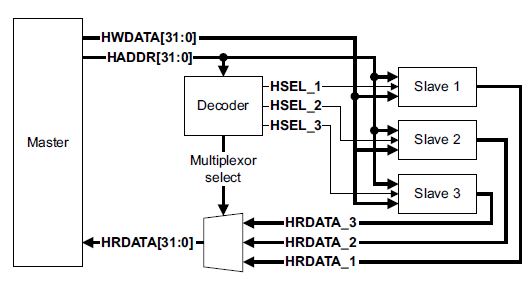 HWDATA[31:0]
HADDR[31:0]
Master
Decoder
HSEL_1
HSEL_2
HSEL_3
Slave 1
Slave 2
Slave 3
Multiplexor
select
HRDATA_3
HRDATA[31:0]
HRDATA_2
HRDATA_1